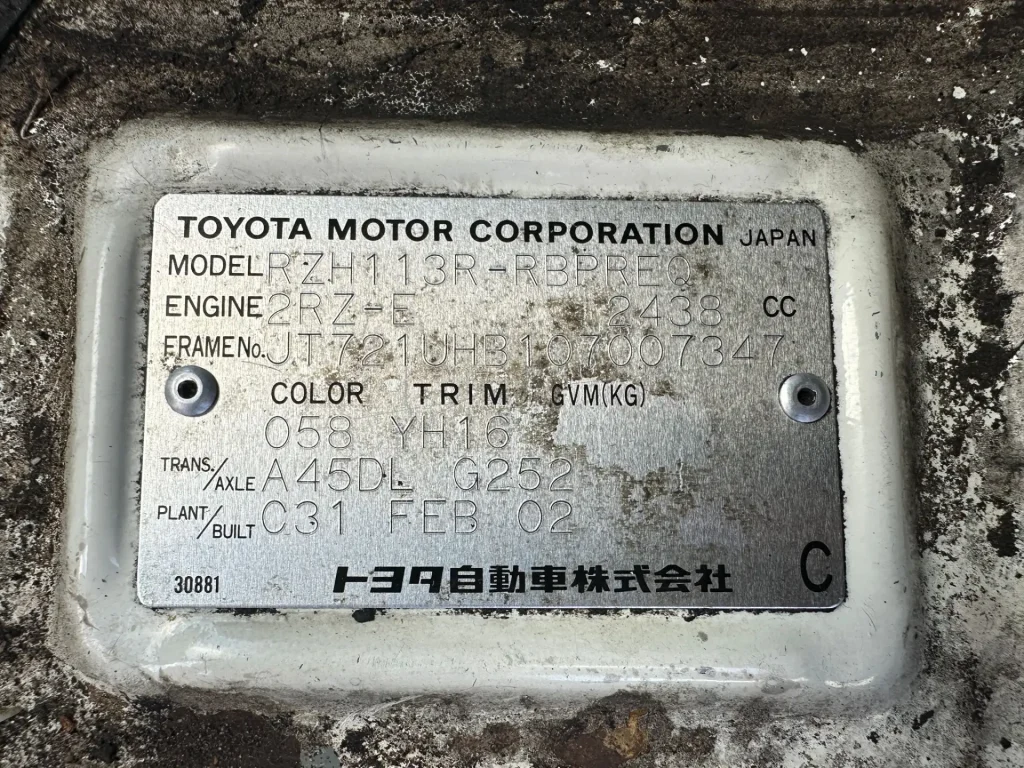 TOYOTA MOTOR CORPORATION JAPAN
MODEL RZH113R-RBPREQ
ENGINE 2RZ-E 2438 CC
FRAME No. JT721UHB107007347
COLOR TRIM GVM(KG)
058 YH16
TRANS./AXLE A45DL G252
PLANT/BUILT C31 FEB 02
30881 トヨタ自動車株式会社 C